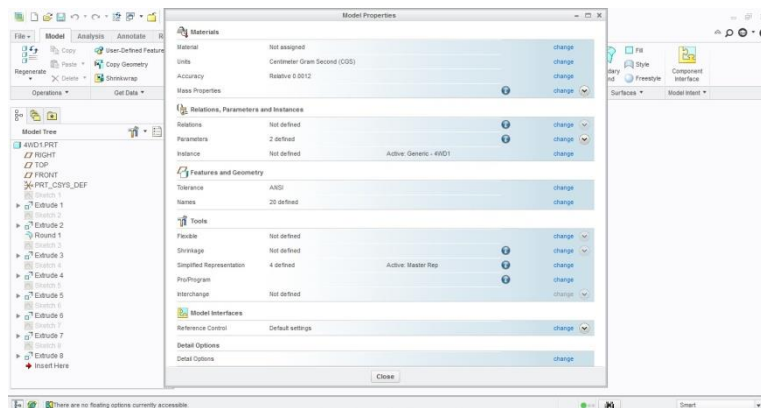 Model Properties
File
Model
Analysis
Annotate
Regenerate
Copy
Paste
Delete
User-Defined Feature
Copy Geometry
Shrinkwrap
Operations
Get Data
Model Tree
4WD1.PRT
RIGHT
TOP
FRONT
PRT_CSYS_DEF
Sketch 1
Extrude 1
Sketch 2
Extrude 2
Round 1
Sketch 3
Extrude 3
Sketch 4
Extrude 4
Sketch 5
Extrude 5
Sketch 6
Extrude 6
Sketch 7
Extrude 7
Sketch 8
Extrude 8
Insert Here
Materials
Material Not assigned change
Units Centimeter Gram Second (CGS) change
Accuracy Relative 0.0012 change
Mass Properties change
Relations, Parameters and Instances
Relations Not defined change
Parameters 2 defined change
Instance Not defined Active: Generic - 4WD1 change
Features and Geometry
Tolerance ANSI change
Names 20 defined change
Tools
Flexible Not defined change
Shrinkage Not defined change
Simplified Representation 4 defined Active: Master Rep change
Pro/Program change
Interchange Not defined change
Model Interfaces
Reference Control Default settings change
Detail Options
Detail Options change
Close
Fill
Style
Freestyle
Component Interface
Surfaces
Model Intent
There are no floating options currently accessible.
Smart